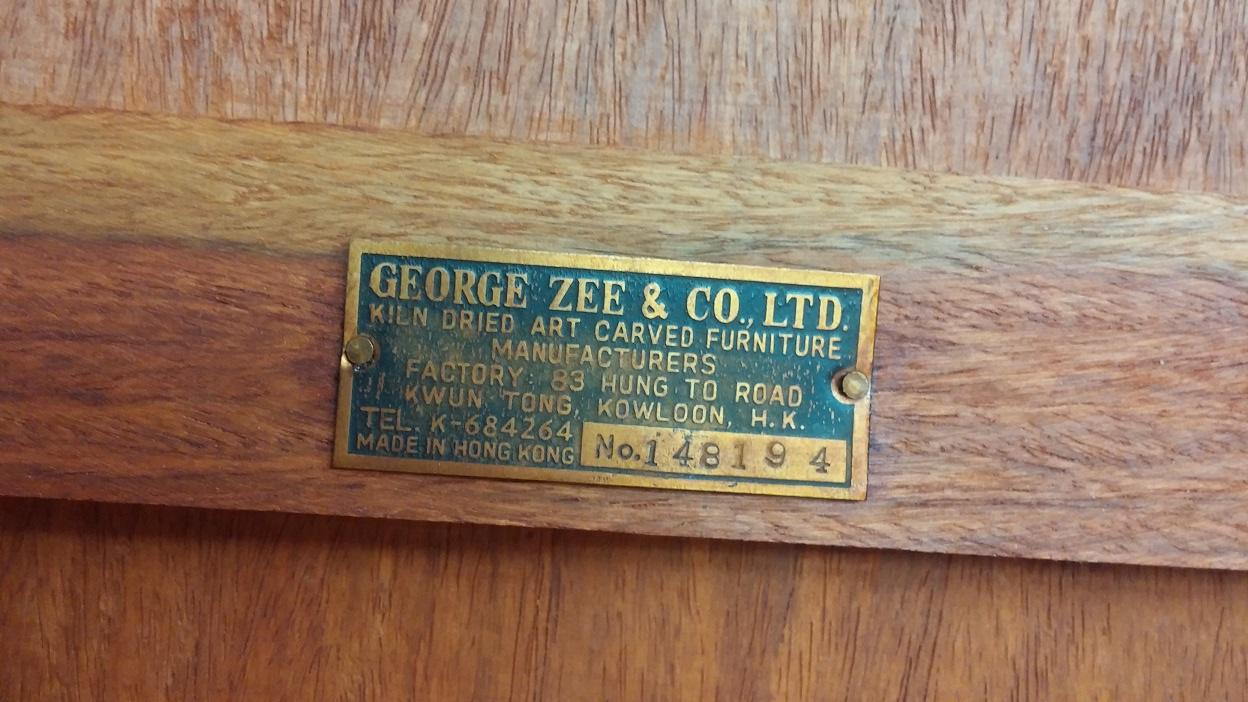 GEORGE ZEE & CO., LTD.
KILN DRIED ART CARVED FURNITURE
MANUFACTURERS
FACTORY: 83 HUNG TO ROAD
KWUN TONG, KOWLOON, H.K.
TEL. K-684264
MADE IN HONG KONG
No. 148194